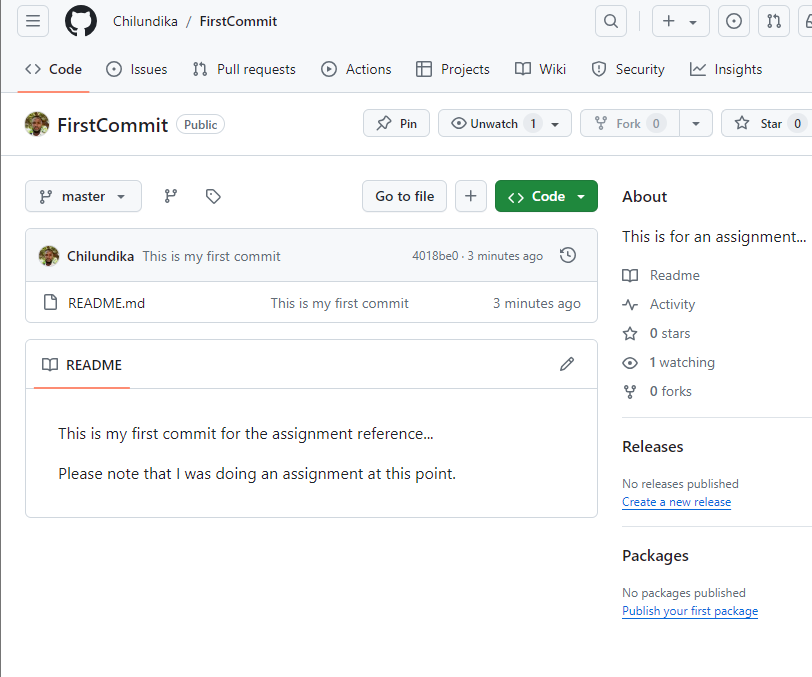 Chilundika / FirstCommit
Code Issues Pull requests Actions Projects Wiki Security Insights
FirstCommit Public Pin Unwatch 1 Fork 0 Star 0
master Go to file Code
Chilundika This is my first commit 4018be0 · 3 minutes ago
README.md This is my first commit 3 minutes ago
README
This is my first commit for the assignment reference...
Please note that I was doing an assignment at this point.
About
This is for an assignment...
Readme
Activity
0 stars
1 watching
0 forks
Releases
No releases published
Create a new release
Packages
No packages published
Publish your first package